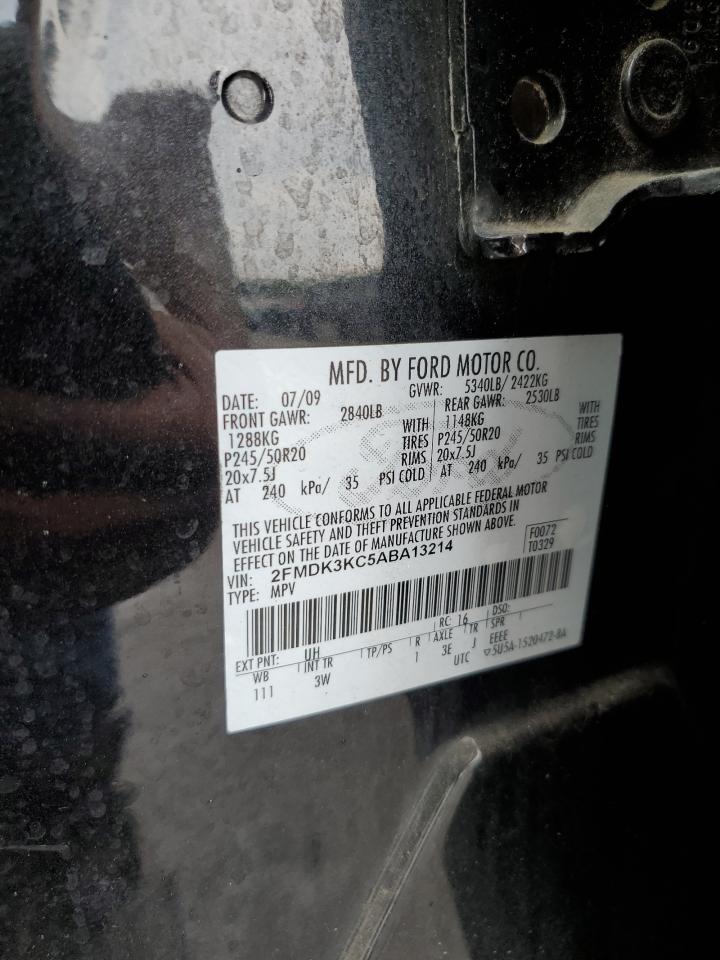 MFD. BY FORD MOTOR CO.
DATE: 07/09 GVWR: 5340LB/ 2422KG
FRONT GAWR: 2840LB REAR GAWR: 2530LB
1288KG WITH 1148KG WITH
P245/50R20 TIRES P245/50R20 TIRES
20x7.5J RIMS 20x7.5J RIMS
AT 240 kPa/ 35 PSI COLD AT 240 kPa/ 35 PSI COLD
THIS VEHICLE CONFORMS TO ALL APPLICABLE FEDERAL MOTOR
VEHICLE SAFETY AND THEFT PREVENTION STANDARDS IN
EFFECT ON THE DATE OF MANUFACTURE SHOWN ABOVE.
F0072
VIN: 2FMDK3KC5ABA13214
T0329
TYPE: MPV
EXT PNT: UH RC: 16 DSO:
WB INT TR TP/PS R AXLE TR SPR
111 3W 1 3E J EEEE
UTC ▽5U5A-1520472-BA